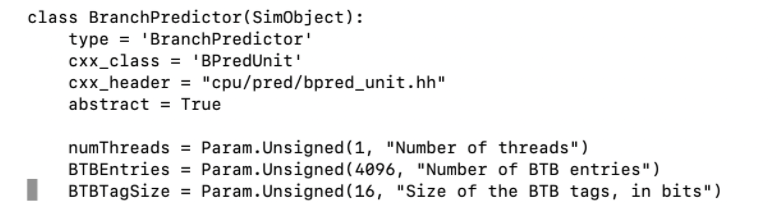 class BranchPredictor(SimObject):
    type = 'BranchPredictor'
    cxx_class = 'BPredUnit'
    cxx_header = "cpu/pred/bpred_unit.hh"
    abstract = True

    numThreads = Param.Unsigned(1, "Number of threads")
    BTBEntries = Param.Unsigned(4096, "Number of BTB entries")
    BTBTagSize = Param.Unsigned(16, "Size of the BTB tags, in bits")